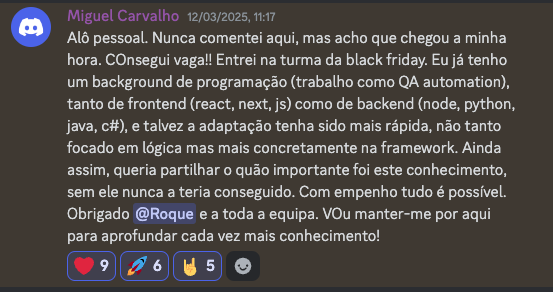 Miguel Carvalho 12/03/2025, 11:17
Alô pessoal. Nunca comentei aqui, mas acho que chegou a minha
hora. COnsegui vaga!! Entrei na turma da black friday. Eu já tenho
um background de programação (trabalho como QA automation),
tanto de frontend (react, next, js) como de backend (node, python,
java, c#), e talvez a adaptação tenha sido mais rápida, não tanto
focado em lógica mas mais concretamente na framework. Ainda
assim, queria partilhar o quão importante foi este conhecimento,
sem ele nunca a teria conseguido. Com empenho tudo é possível.
Obrigado @Roque e a toda a equipa. VOu manter-me por aqui
para aprofundar cada vez mais conhecimento!
9 6 5